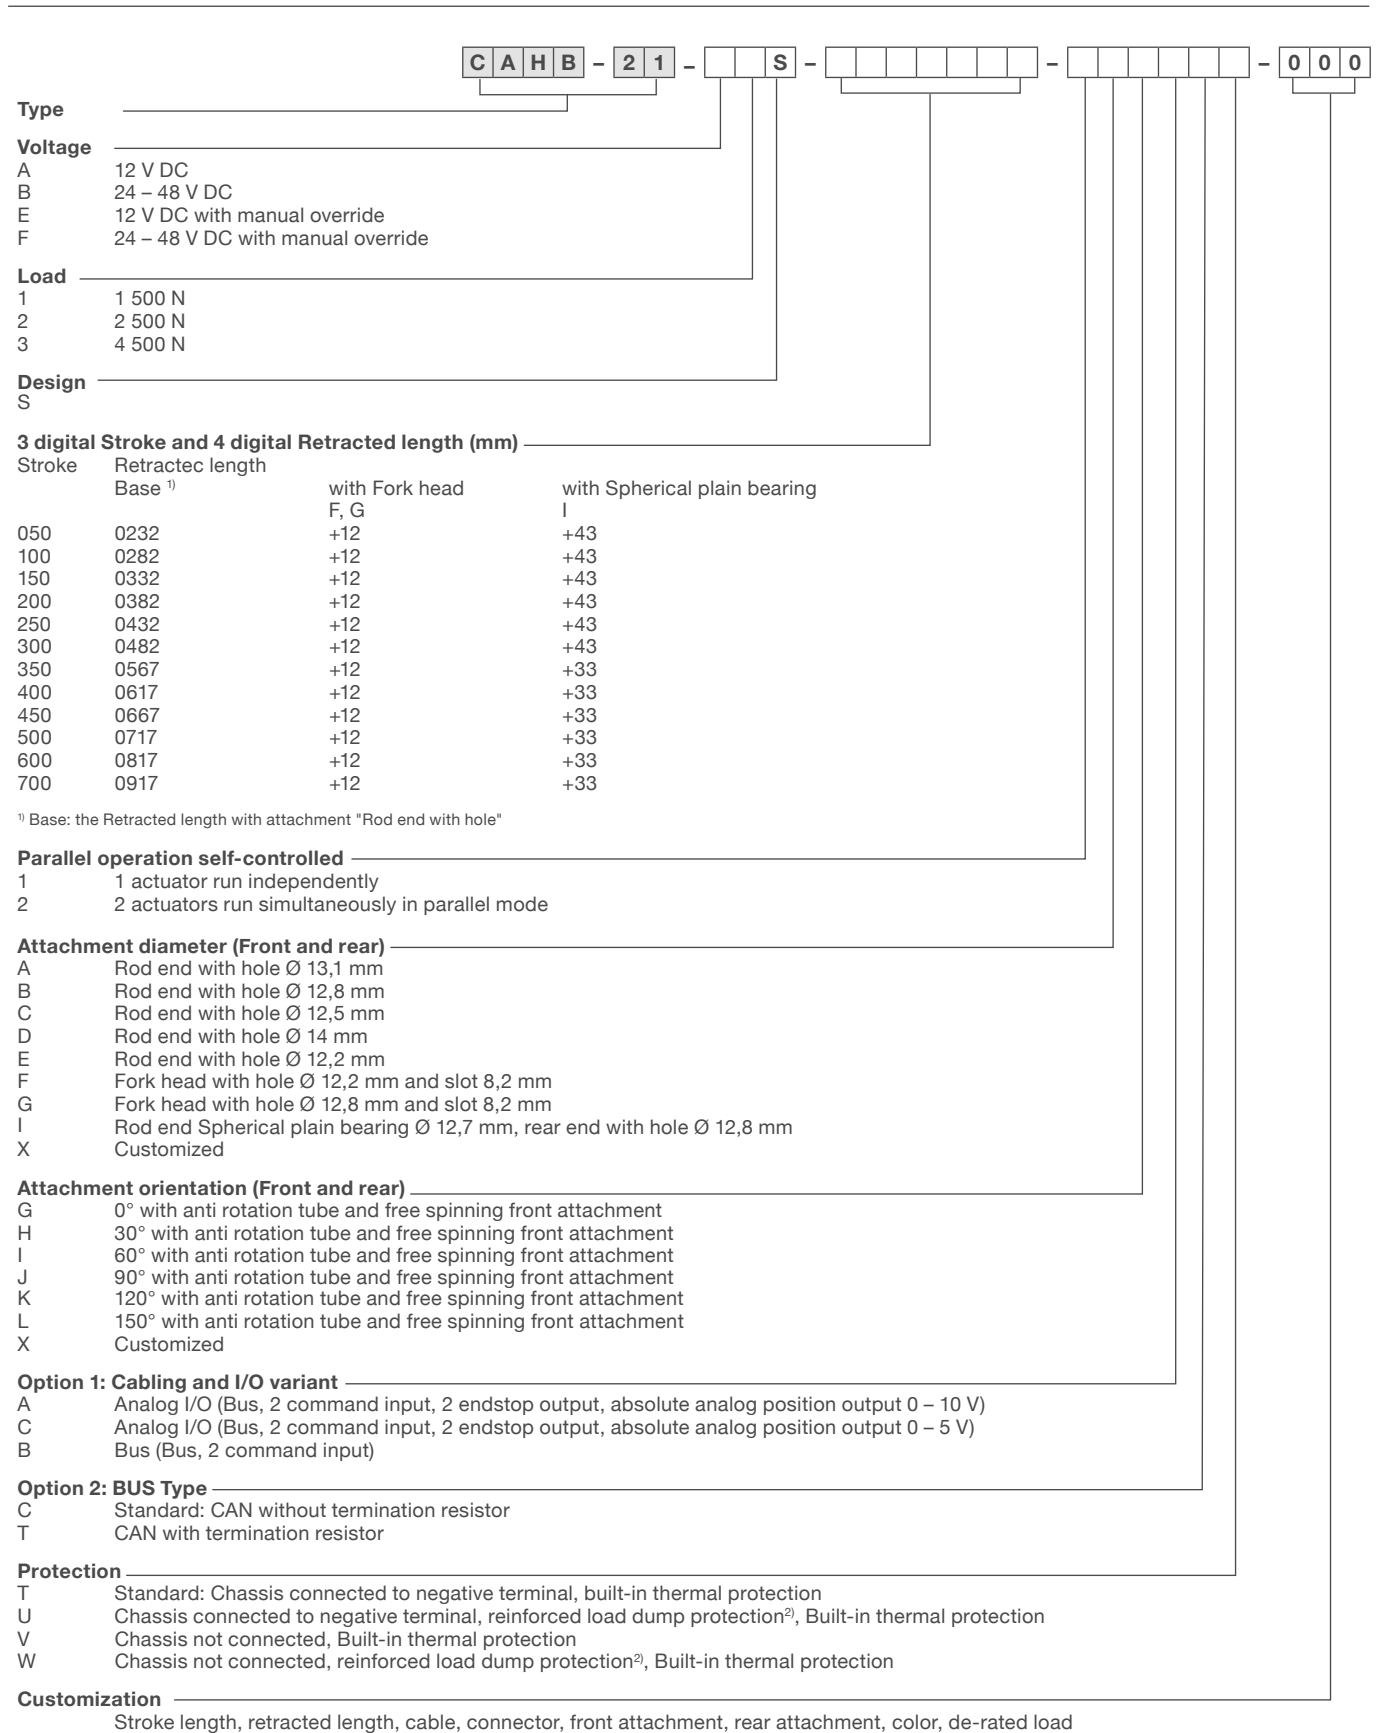 C A H B – 2 1 – S – – – 0 0 0
Type
Voltage
A 12 V DC
B 24 – 48 V DC
E 12 V DC with manual override
F 24 – 48 V DC with manual override
Load
1 1 500 N
2 2 500 N
3 4 500 N
Design
S
3 digital Stroke and 4 digital Retracted length (mm)
Stroke Retractec length
Base 1) with Fork head with Spherical plain bearing
F, G I
050 0232 +12 +43
100 0282 +12 +43
150 0332 +12 +43
200 0382 +12 +43
250 0432 +12 +43
300 0482 +12 +43
350 0567 +12 +33
400 0617 +12 +33
450 0667 +12 +33
500 0717 +12 +33
600 0817 +12 +33
700 0917 +12 +33
1) Base: the Retracted length with attachment "Rod end with hole"
Parallel operation self-controlled
1 1 actuator run independently
2 2 actuators run simultaneously in parallel mode
Attachment diameter (Front and rear)
A Rod end with hole Ø 13,1 mm
B Rod end with hole Ø 12,8 mm
C Rod end with hole Ø 12,5 mm
D Rod end with hole Ø 14 mm
E Rod end with hole Ø 12,2 mm
F Fork head with hole Ø 12,2 mm and slot 8,2 mm
G Fork head with hole Ø 12,8 mm and slot 8,2 mm
I Rod end Spherical plain bearing Ø 12,7 mm, rear end with hole Ø 12,8 mm
X Customized
Attachment orientation (Front and rear)
G 0° with anti rotation tube and free spinning front attachment
H 30° with anti rotation tube and free spinning front attachment
I 60° with anti rotation tube and free spinning front attachment
J 90° with anti rotation tube and free spinning front attachment
K 120° with anti rotation tube and free spinning front attachment
L 150° with anti rotation tube and free spinning front attachment
X Customized
Option 1: Cabling and I/O variant
A Analog I/O (Bus, 2 command input, 2 endstop output, absolute analog position output 0 – 10 V)
C Analog I/O (Bus, 2 command input, 2 endstop output, absolute analog position output 0 – 5 V)
B Bus (Bus, 2 command input)
Option 2: BUS Type
C Standard: CAN without termination resistor
T CAN with termination resistor
Protection
T Standard: Chassis connected to negative terminal, built-in thermal protection
U Chassis connected to negative terminal, reinforced load dump protection2), Built-in thermal protection
V Chassis not connected, Built-in thermal protection
W Chassis not connected, reinforced load dump protection2), Built-in thermal protection
Customization
Stroke length, retracted length, cable, connector, front attachment, rear attachment, color, de-rated load